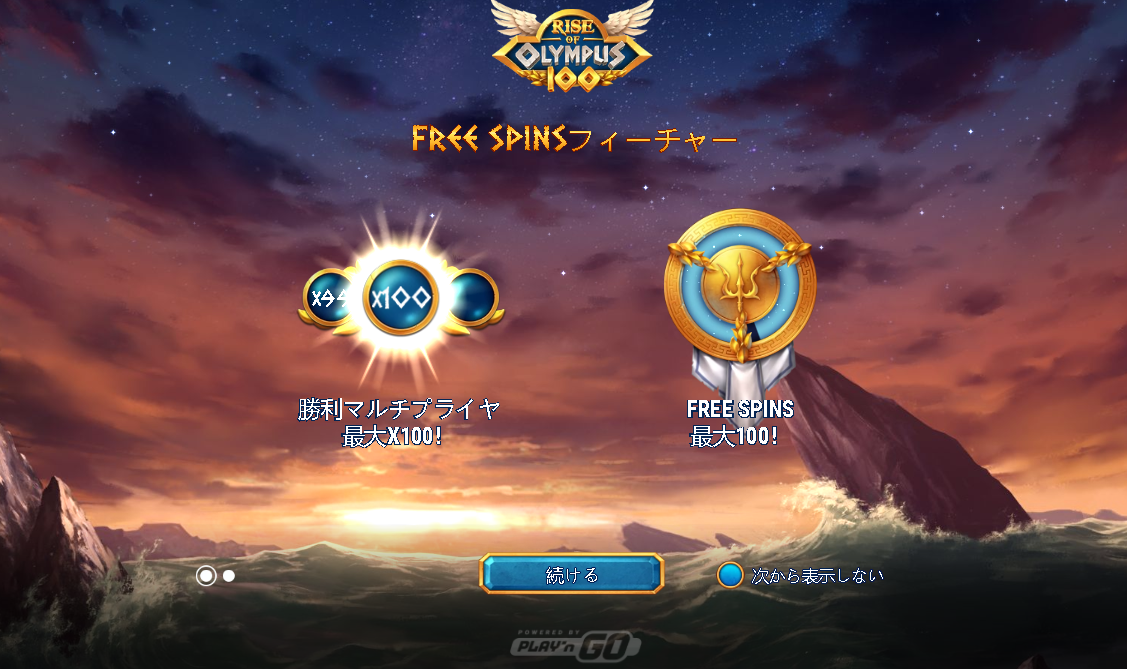 RISE
OF
OLYMPUS
100
FREE SPINSフィーチャー
X100
勝利マルチプライヤ
最大X100!
FREE SPINS
最大100!
続ける
次から表示しない
POWERED BY
PLAY'n GO